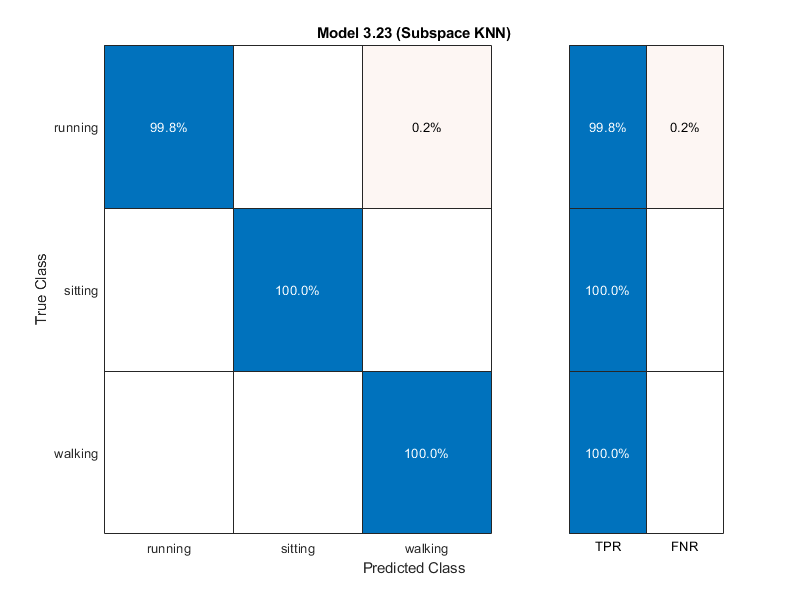 Model 3.23 (Subspace KNN)
running 99.8% 0.2% 99.8% 0.2%
sitting 100.0% 100.0%
walking 100.0% 100.0%
True Class
running sitting walking TPR FNR
Predicted Class